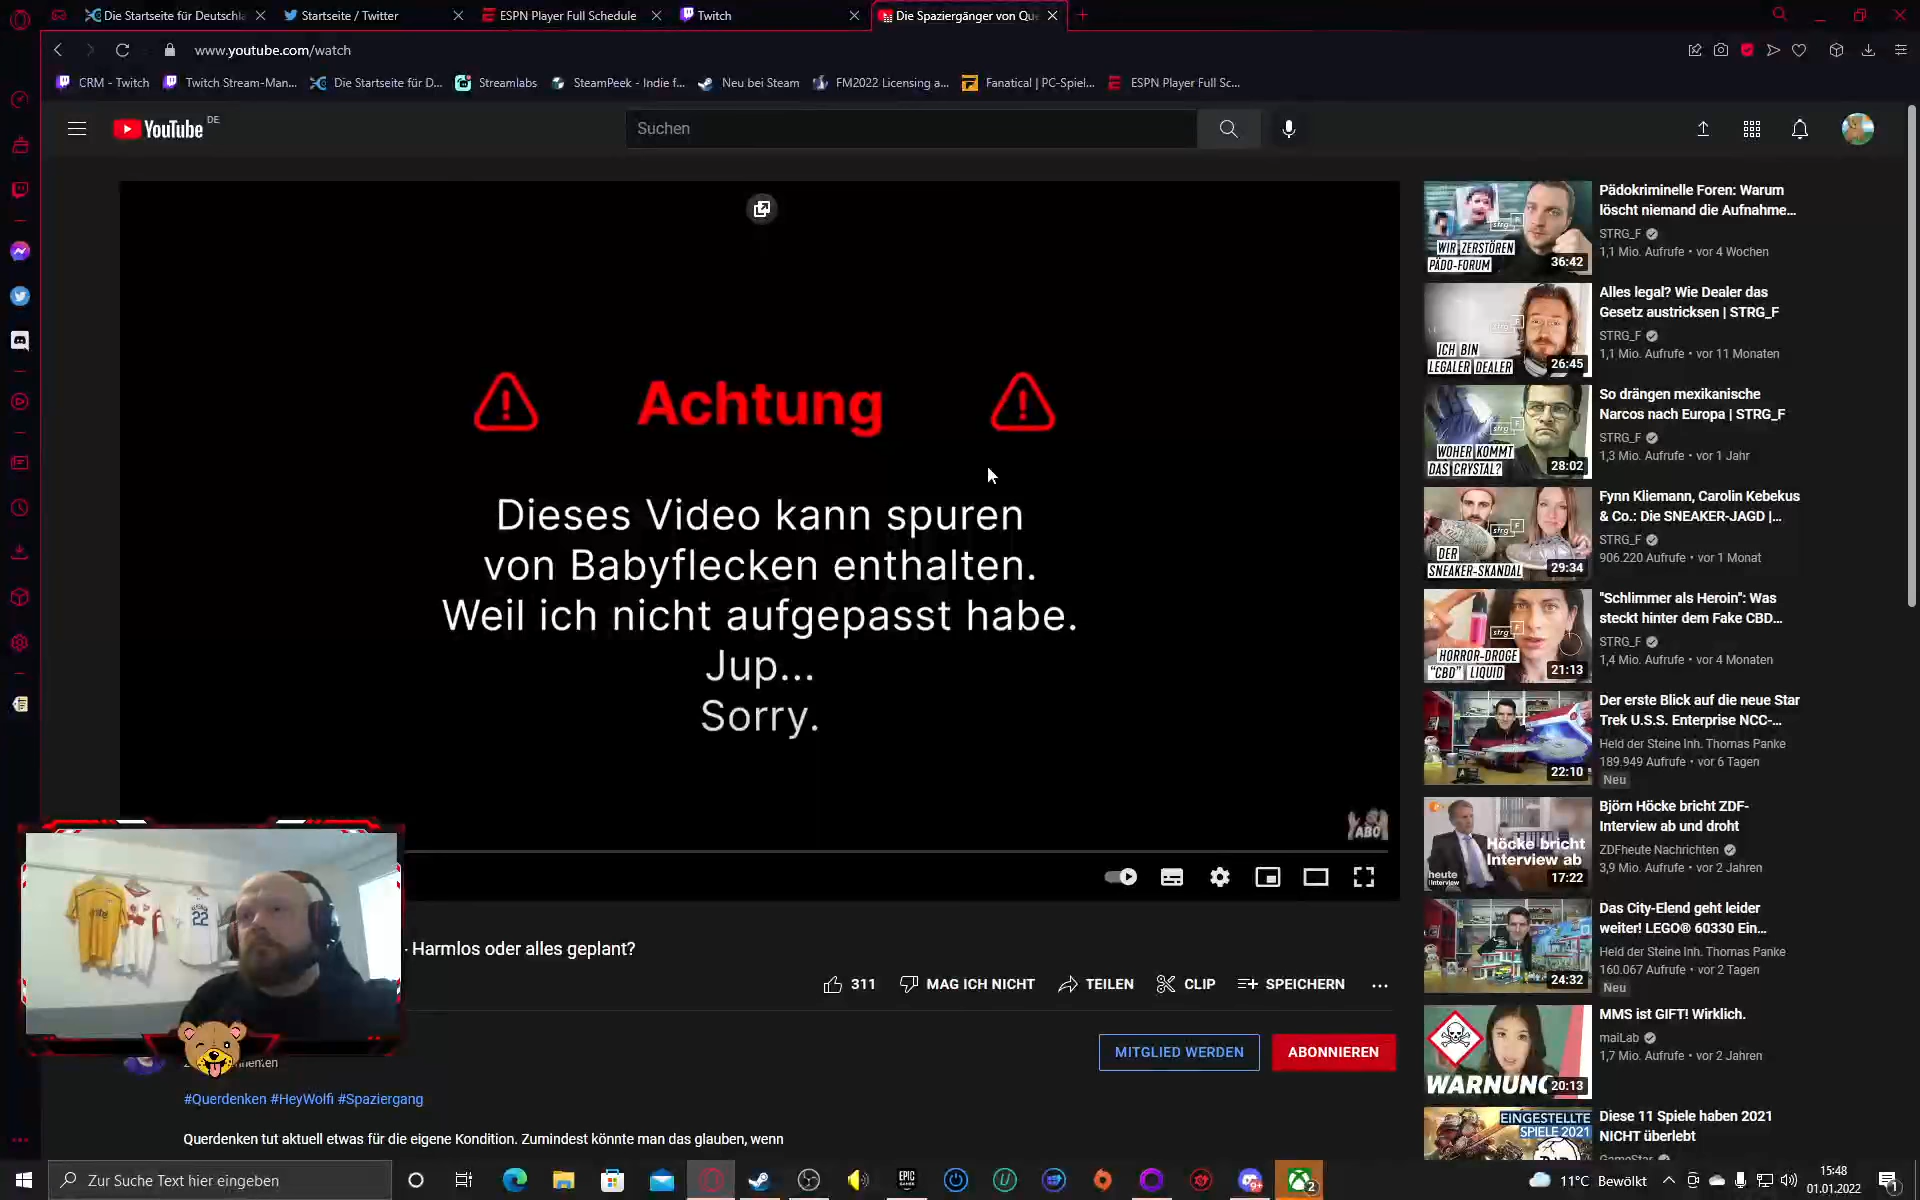 Die Startseite für Deutschla
Startseite / Twitter
ESPN Player Full Schedule
Twitch
Die Spaziergänger von Que
www.youtube.com/watch
CRM - Twitch
Twitch Stream-Man...
Die Startseite für D...
Streamlabs
SteamPeek - Indie f...
Neu bei Steam
FM2022 Licensing a...
Fanatical | PC-Spiel...
ESPN Player Full Sc...
YouTube DE
Suchen
Achtung
Dieses Video kann spuren
von Babyflecken enthalten.
Weil ich nicht aufgepasst habe.
Jup...
Sorry.
ABO
22
- Harmlos oder alles geplant?
311
MAG ICH NICHT
TEILEN
CLIP
SPEICHERN
MITGLIED WERDEN
ABONNIEREN
#Querdenken #HeyWolfi #Spaziergang
Querdenken tut aktuell etwas für die eigene Kondition. Zumindest könnte man das glauben, wenn
WIR ZERSTÖREN
PÄDO-FORUM
36:42
Pädokriminelle Foren: Warum
löscht niemand die Aufnahme...
STRG_F
1,1 Mio. Aufrufe • vor 4 Wochen
ICH BIN
LEGALER DEALER
26:45
Alles legal? Wie Dealer das
Gesetz austricksen | STRG_F
STRG_F
1,1 Mio. Aufrufe • vor 11 Monaten
WOHER KOMMT
DAS CRYSTAL?
28:02
So drängen mexikanische
Narcos nach Europa | STRG_F
STRG_F
1,3 Mio. Aufrufe • vor 1 Jahr
DER
SNEAKER-SKANDAL
29:34
Fynn Kliemann, Carolin Kebekus
& Co.: Die SNEAKER-JAGD |...
STRG_F
906.220 Aufrufe • vor 1 Monat
HORROR-DROGE
"CBD" LIQUID
21:13
"Schlimmer als Heroin": Was
steckt hinter dem Fake CBD...
STRG_F
1,4 Mio. Aufrufe • vor 4 Monaten
22:10
Der erste Blick auf die neue Star
Trek U.S.S. Enterprise NCC-...
Held der Steine Inh. Thomas Panke
189.949 Aufrufe • vor 6 Tagen
Neu
Höcke bricht
Interview ab
heute
17:22
Björn Höcke bricht ZDF-
Interview ab und droht
ZDFheute Nachrichten
3,9 Mio. Aufrufe • vor 2 Jahren
24:32
Das City-Elend geht leider
weiter! LEGO® 60330 Ein...
Held der Steine Inh. Thomas Panke
160.067 Aufrufe • vor 2 Tagen
Neu
WARNUNG
20:13
MMS ist GIFT! Wirklich.
maiLab
1,7 Mio. Aufrufe • vor 2 Jahren
EINGESTELLTE
SPIELE 2021
Diese 11 Spiele haben 2021
NICHT überlebt
GameStar
Zur Suche Text hier eingeben
EPIC
9+
2
11°C Bewölkt
15:48
01.01.2022
1